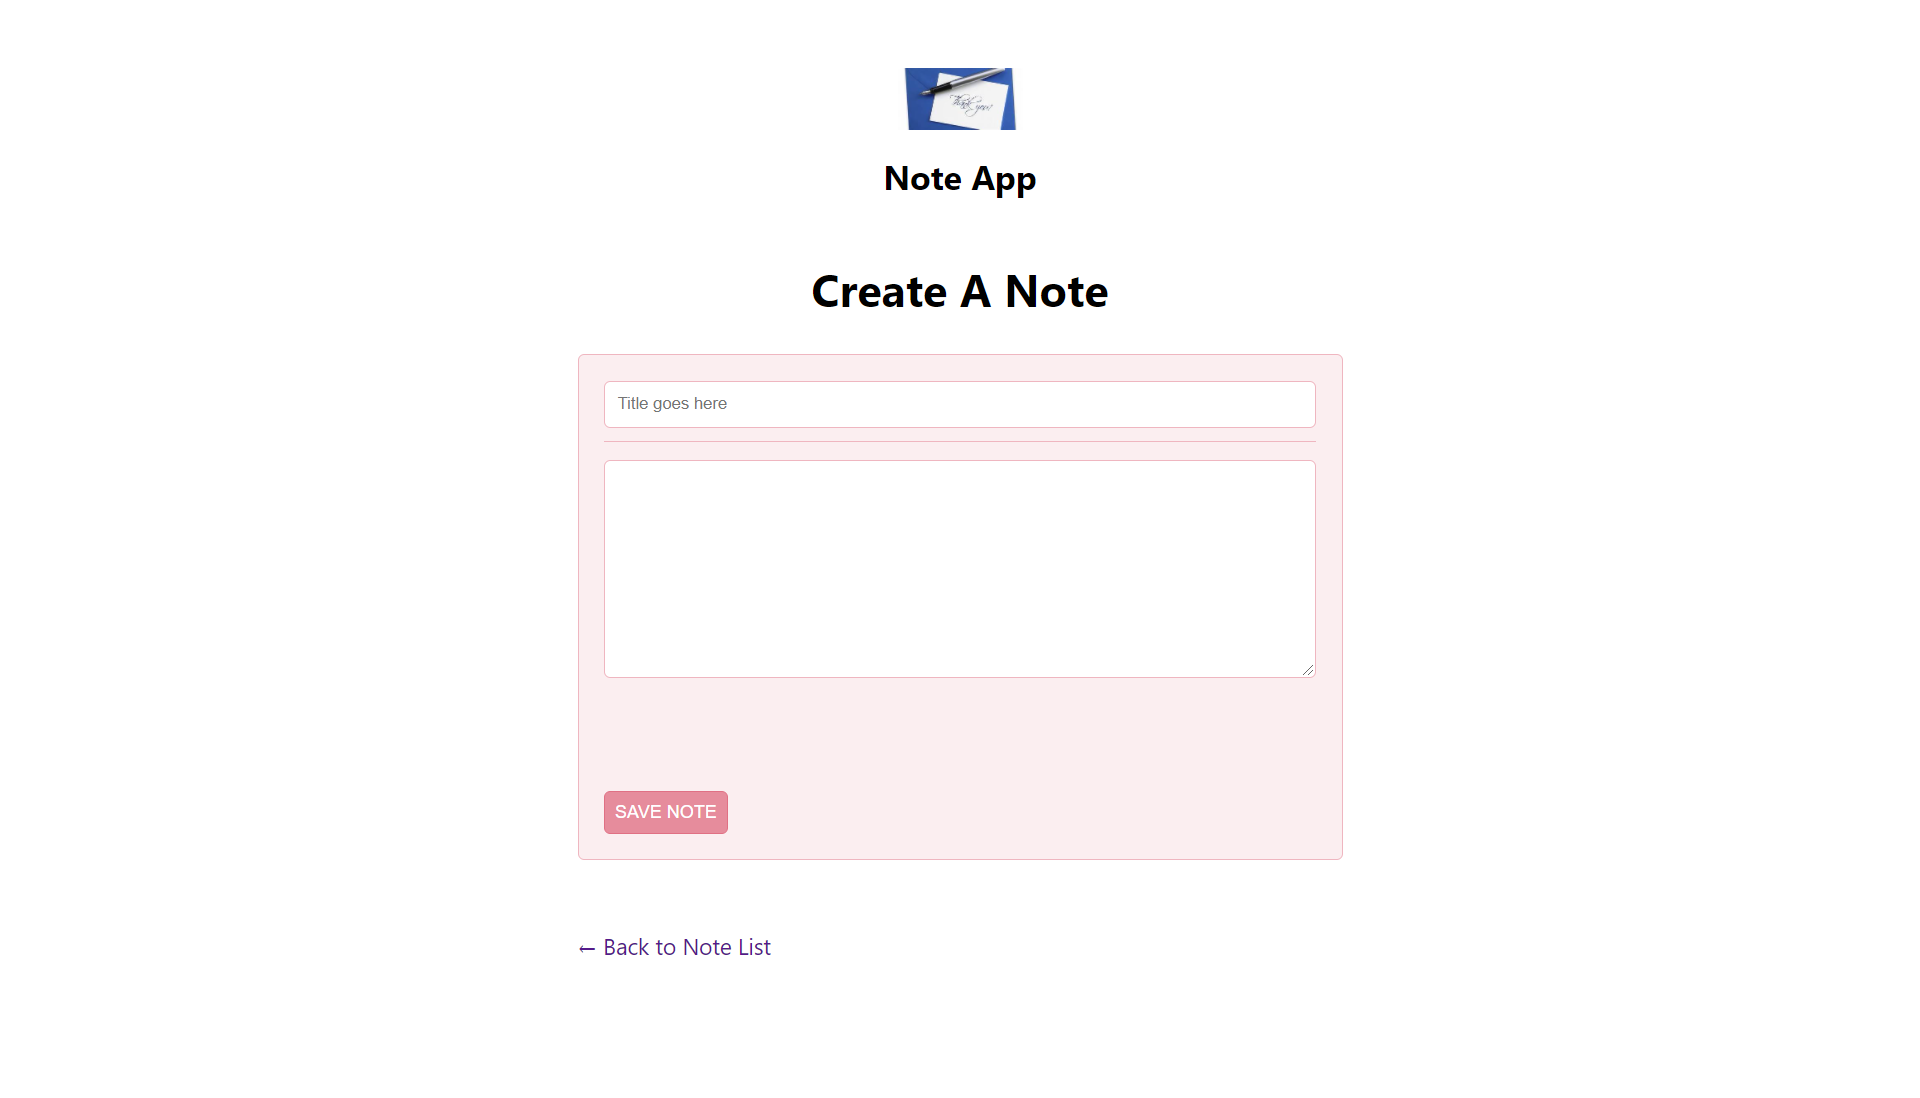 Thank you!
Note App
Create A Note
Title goes here
SAVE NOTE
← Back to Note List